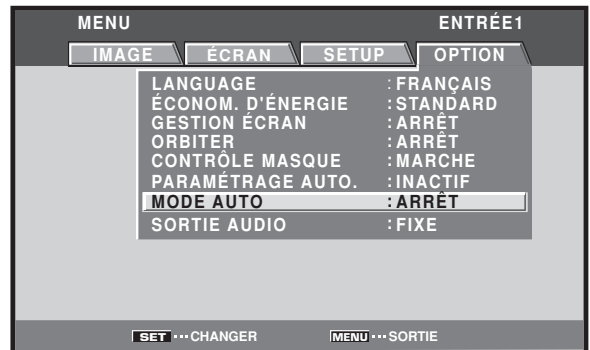 MENU ENTRÉE1
IMAGE ÉCRAN SETUP OPTION
LANGUAGE : FRANÇAIS
ÉCONOM. D'ÉNERGIE : STANDARD
GESTION ÉCRAN : ARRÊT
ORBITER : ARRÊT
CONTRÔLE MASQUE : MARCHE
PARAMÉTRAGE AUTO. : INACTIF
MODE AUTO : ARRÊT
SORTIE AUDIO : FIXE
SET ··· CHANGER MENU ··· SORTIE